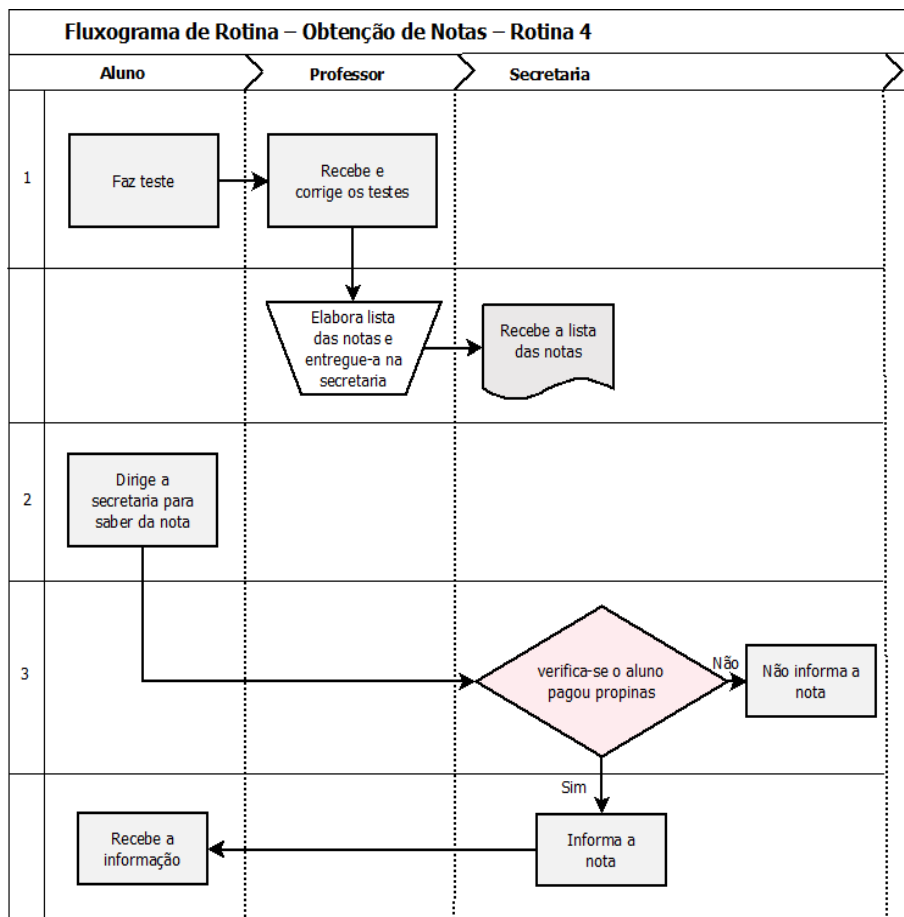 Fluxograma de Rotina – Obtenção de Notas – Rotina 4
Aluno
Professor
Secretaria
1
Faz teste
Recebe e
corrige os testes
Elabora lista
das notas e
entregue-a na
secretaria
Recebe a lista
das notas
2
Dirige a
secretaria para
saber da nota
3
verifica-se o aluno
pagou propinas
Não
Não informa a
nota
Sim
Recebe a
informação
Informa a
nota